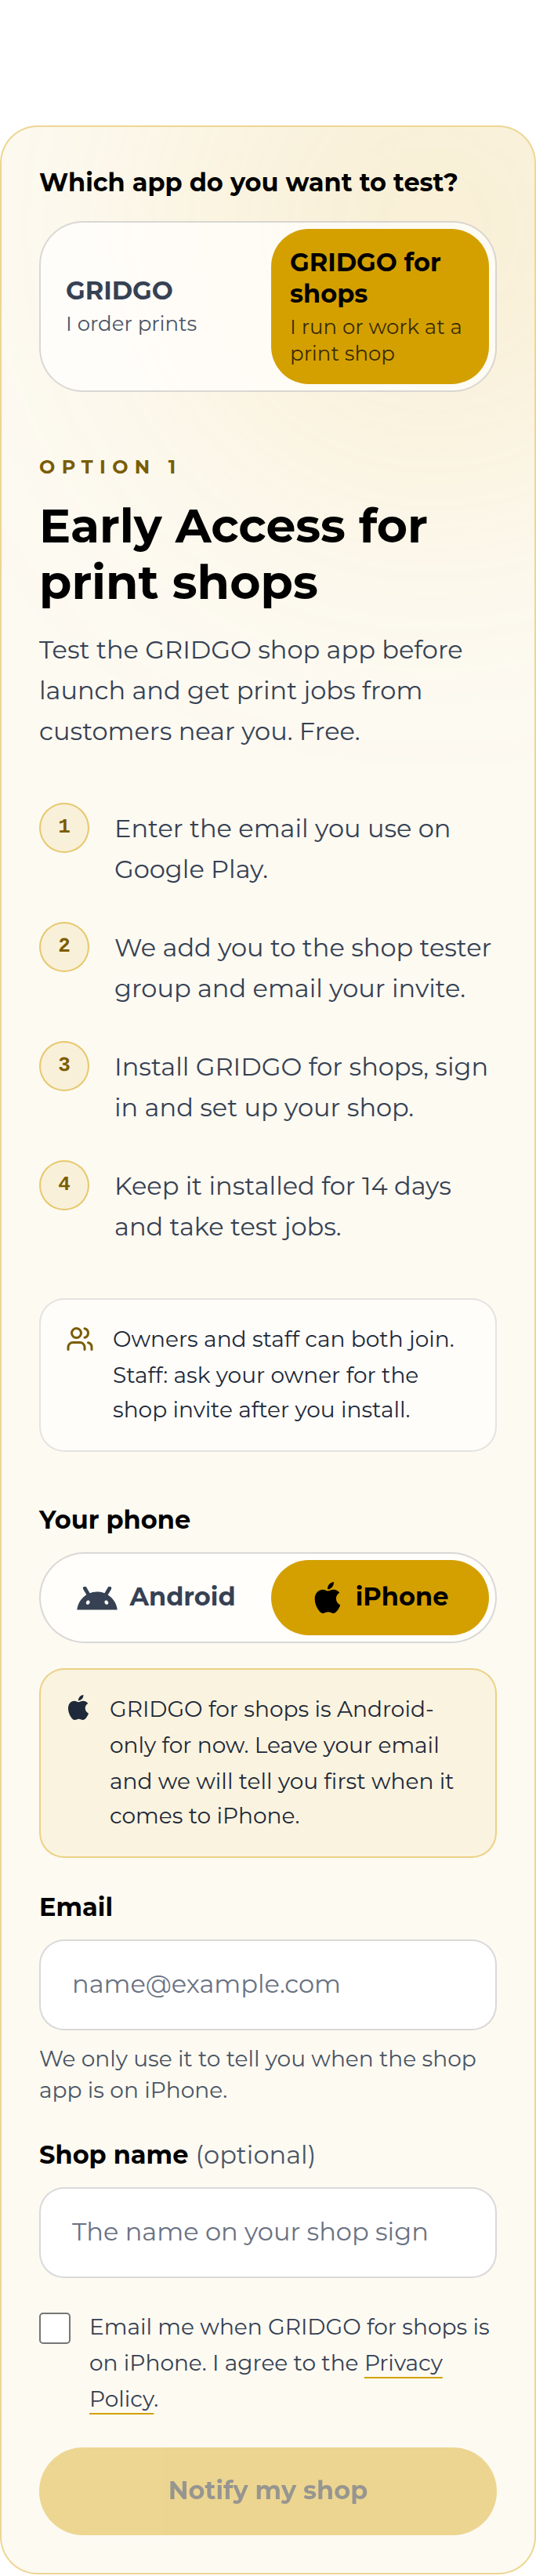 Which app do you want to test?
GRIDGO
I order prints
GRIDGO for
shops
I run or work at a
print shop
OPTION 1
Early Access for
print shops
Test the GRIDGO shop app before
launch and get print jobs from
customers near you. Free.
1
Enter the email you use on
Google Play.
2
We add you to the shop tester
group and email your invite.
3
Install GRIDGO for shops, sign
in and set up your shop.
4
Keep it installed for 14 days
and take test jobs.
Owners and staff can both join.
Staff: ask your owner for the
shop invite after you install.
Your phone
Android
iPhone
GRIDGO for shops is Android-
only for now. Leave your email
and we will tell you first when it
comes to iPhone.
Email
name@example.com
We only use it to tell you when the shop
app is on iPhone.
Shop name (optional)
The name on your shop sign
Email me when GRIDGO for shops is
on iPhone. I agree to the Privacy
Policy.
Notify my shop